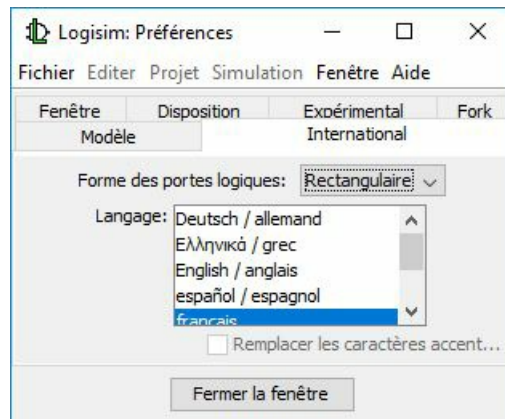 Logisim: Préférences
Fichier Editer Projet Simulation Fenêtre Aide
Fenêtre Disposition Expérimental Fork
Modèle International
Forme des portes logiques: Rectangulaire
Langage: Deutsch / allemand
Ελληνικά / grec
English / anglais
español / espagnol
français
Remplacer les caractères accent...
Fermer la fenêtre